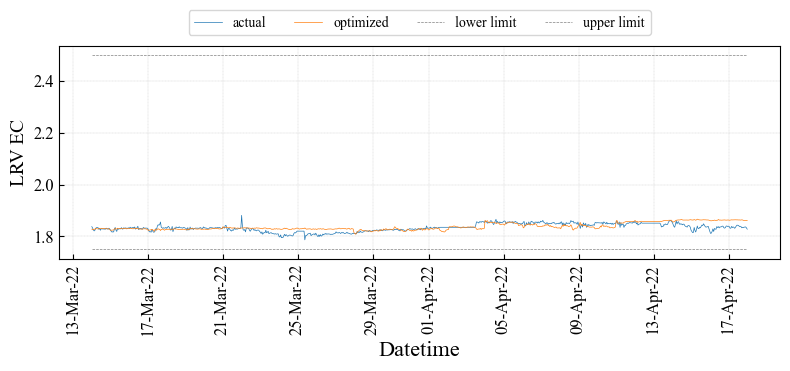 actual optimized lower limit upper limit
LRV EC
2.4
2.2
2.0
1.8
13-Mar-22 17-Mar-22 21-Mar-22 25-Mar-22 29-Mar-22 01-Apr-22 05-Apr-22 09-Apr-22 13-Apr-22 17-Apr-22
Datetime